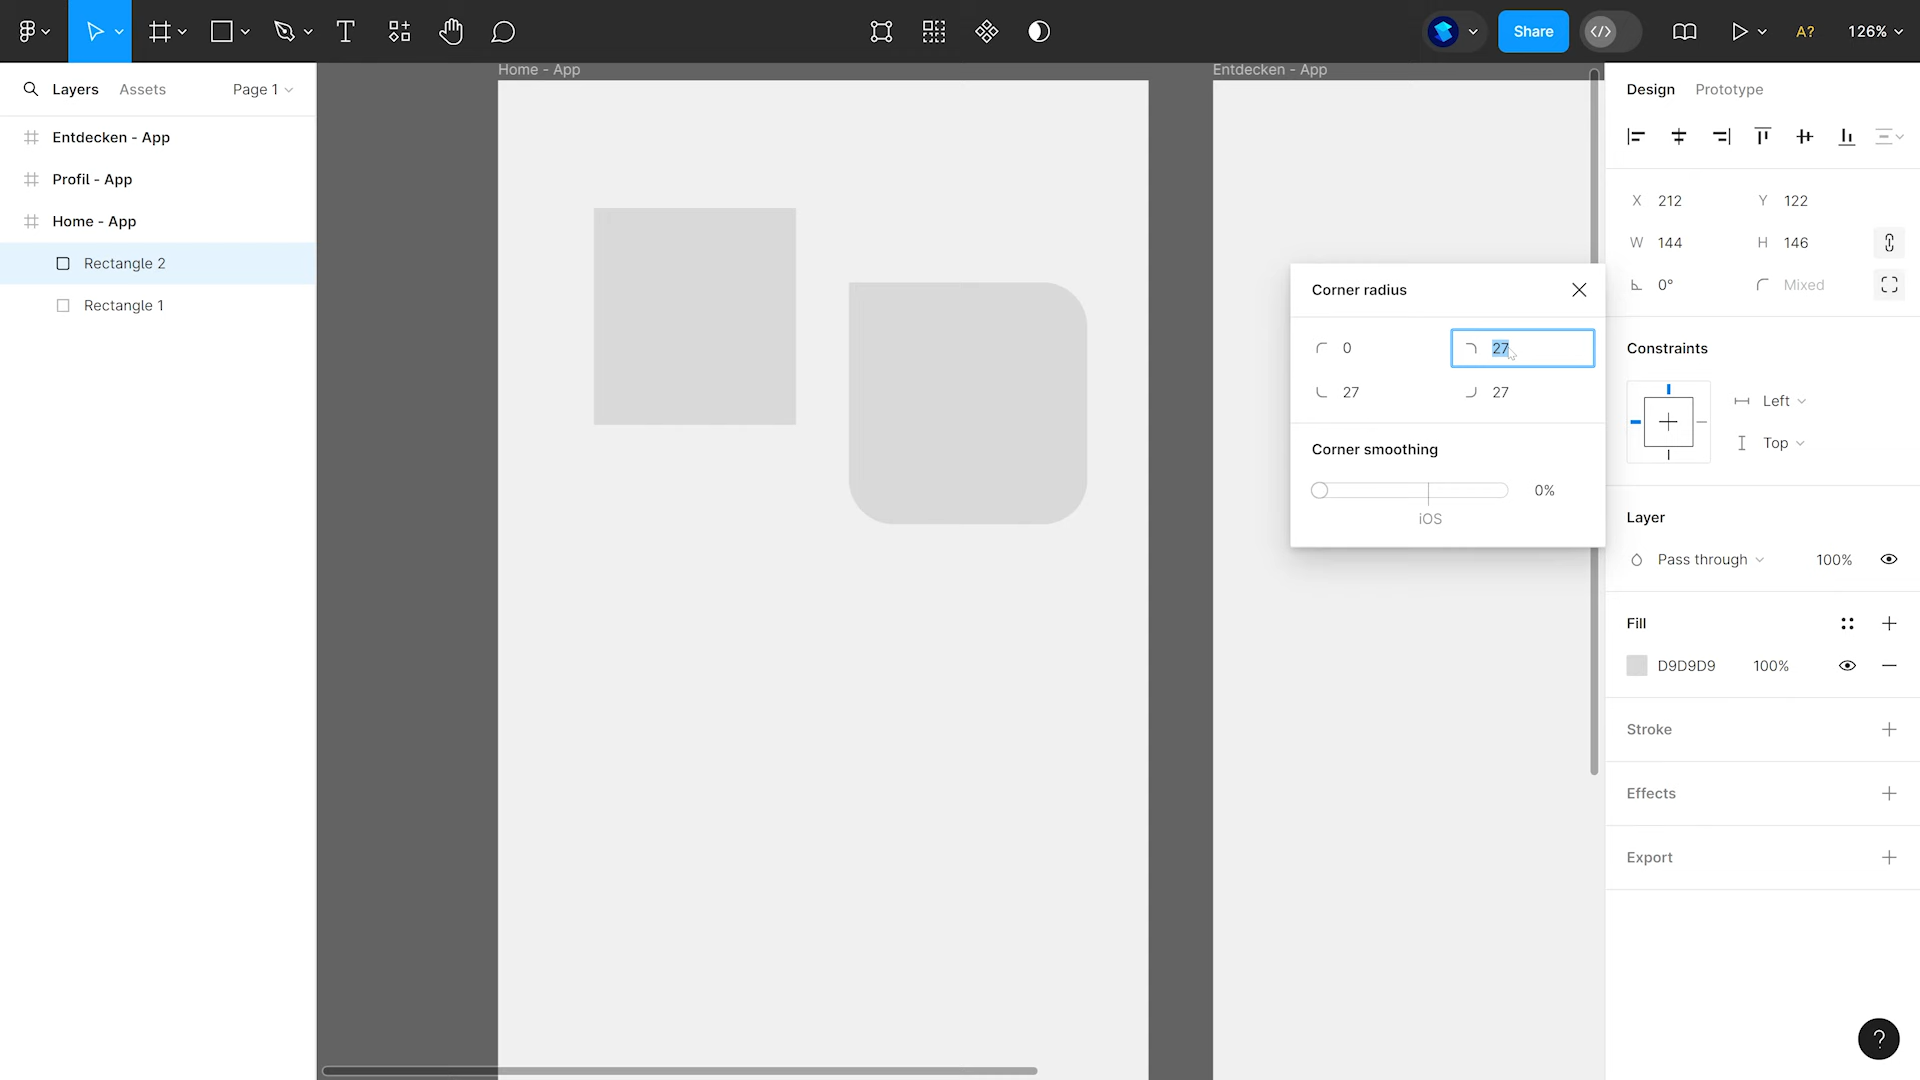 Share
A?
126%
Layers
Assets
Page 1
Entdecken - App
Profil - App
Home - App
Rectangle 2
Rectangle 1
Home - App
Entdecken - App
Corner radius
0
27
27
27
Corner smoothing
0%
iOS
Design
Prototype
X 212
Y 122
W 144
H 146
0°
Mixed
Constraints
Left
Top
Layer
Pass through
100%
Fill
D9D9D9
100%
Stroke
Effects
Export
?